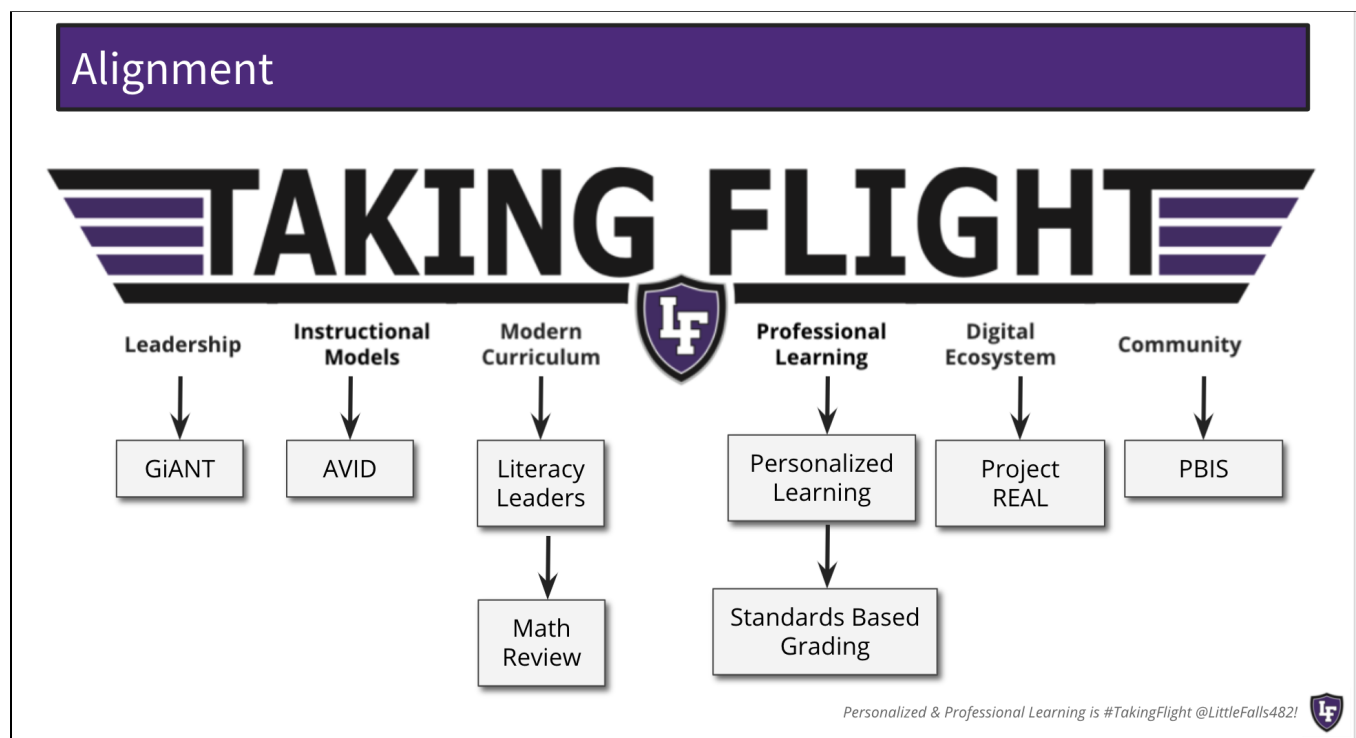 Alignment
TAKING FLIGHT
LF
Leadership
Instructional
Models
Modern
Curriculum
Professional
Learning
Digital
Ecosystem
Community
GiANT
AVID
Literacy
Leaders
Personalized
Learning
Project
REAL
PBIS
Math
Review
Standards Based
Grading
Personalized & Professional Learning is #TakingFlight @LittleFalls482!
LF